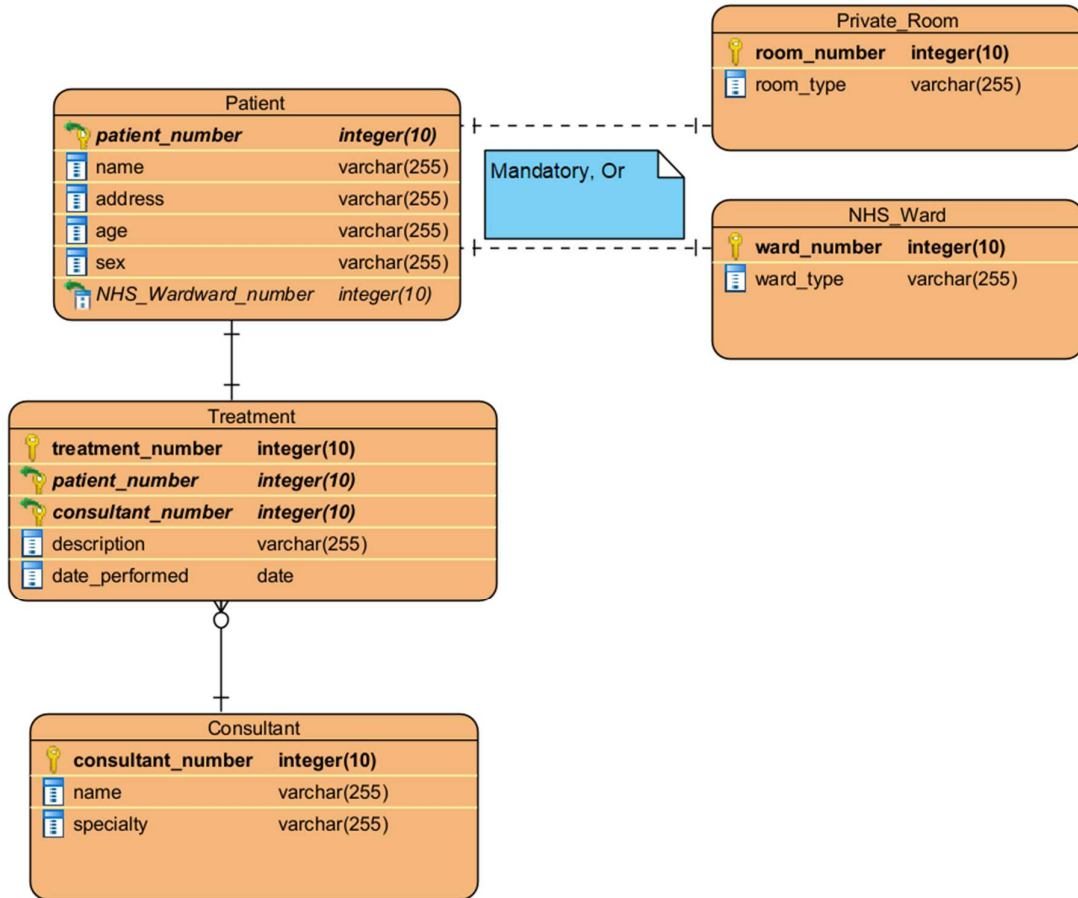 Private_Room
room_number integer(10)
room_type varchar(255)
Patient
patient_number integer(10)
name varchar(255)
address varchar(255)
age varchar(255)
sex varchar(255)
NHS_Wardward_number integer(10)
Mandatory, Or
NHS_Ward
ward_number integer(10)
ward_type varchar(255)
Treatment
treatment_number integer(10)
patient_number integer(10)
consultant_number integer(10)
description varchar(255)
date_performed date
Consultant
consultant_number integer(10)
name varchar(255)
specialty varchar(255)